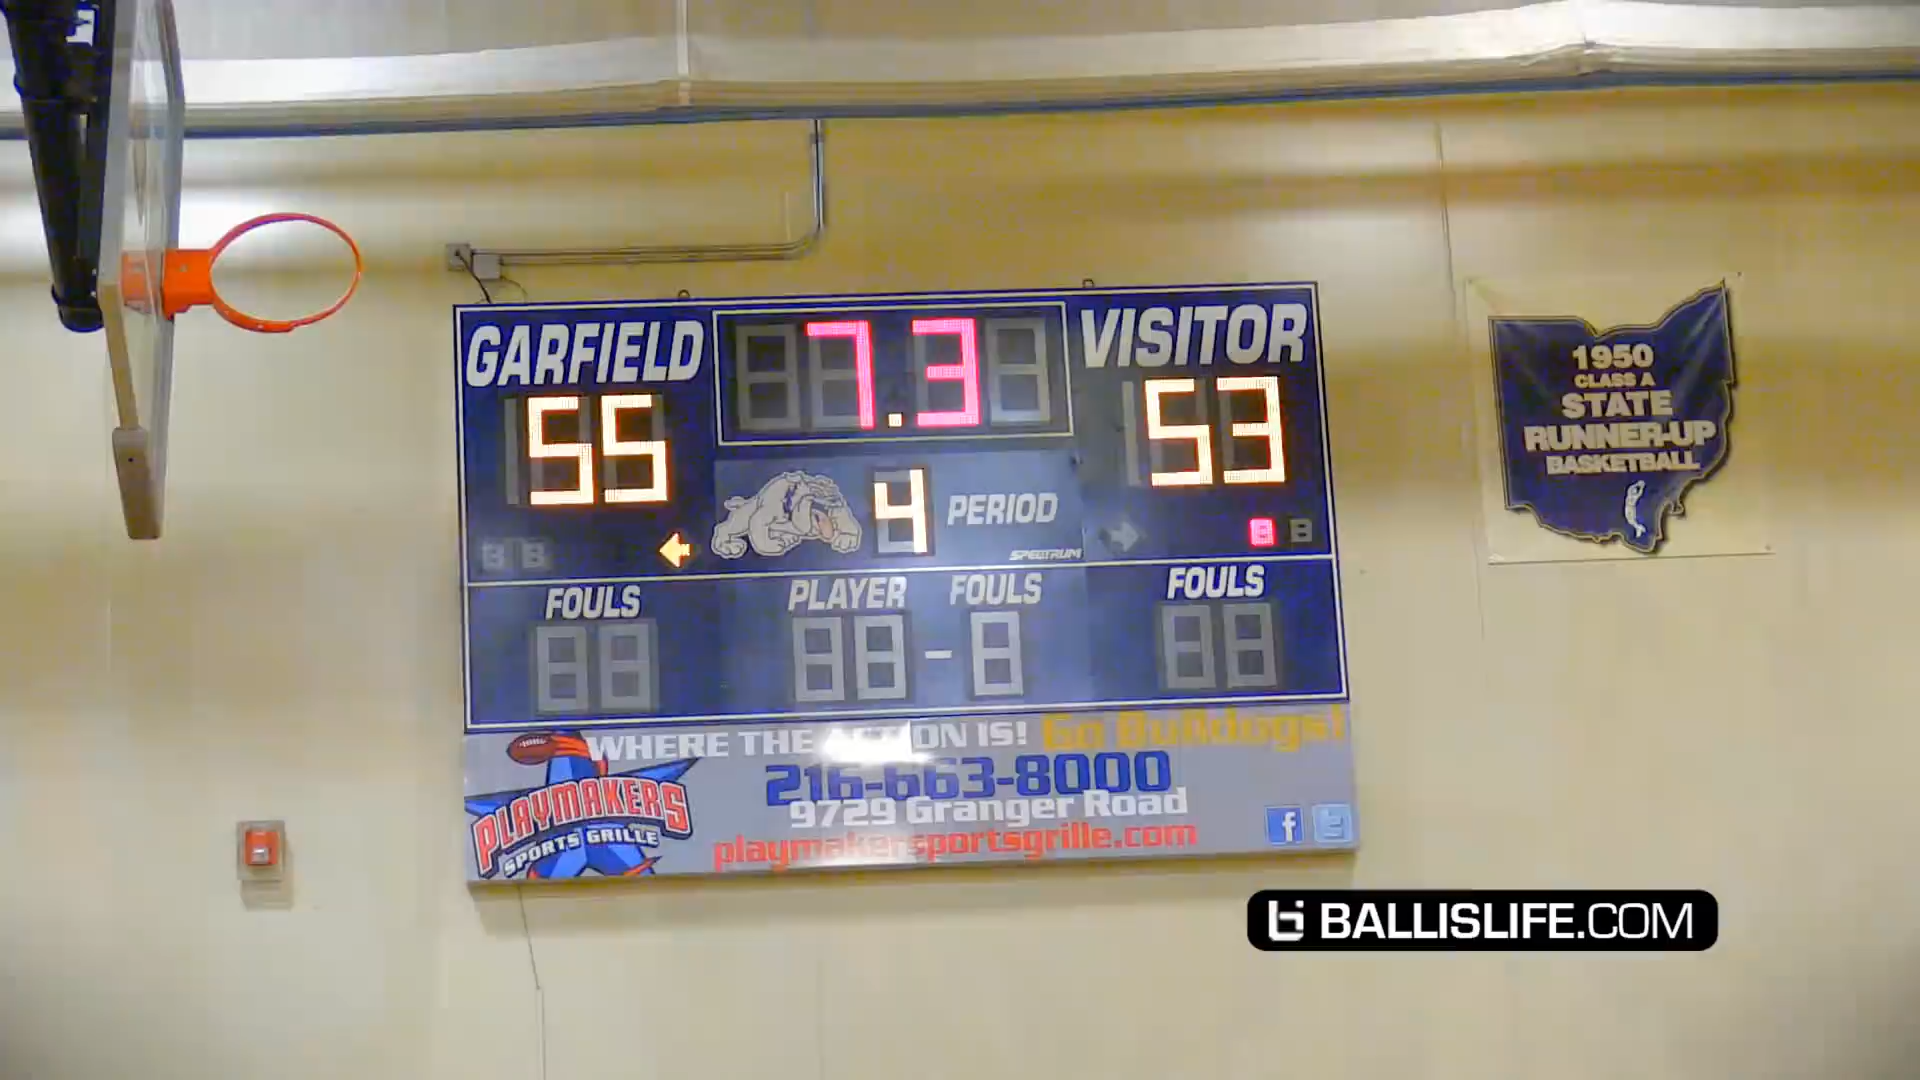 GARFIELD
7.3
VISITOR
55
53
4 PERIOD
SPECTRUM
B B
B B
FOULS
PLAYER FOULS
FOULS
WHERE THE ACTION IS! Go Bulldogs!
216-663-8000
9729 Granger Road
playmakersportsgrille.com
PLAYMAKERS
SPORTS GRILLE
f t
1950
CLASS A
STATE
RUNNER-UP
BASKETBALL
BALLISLIFE.COM